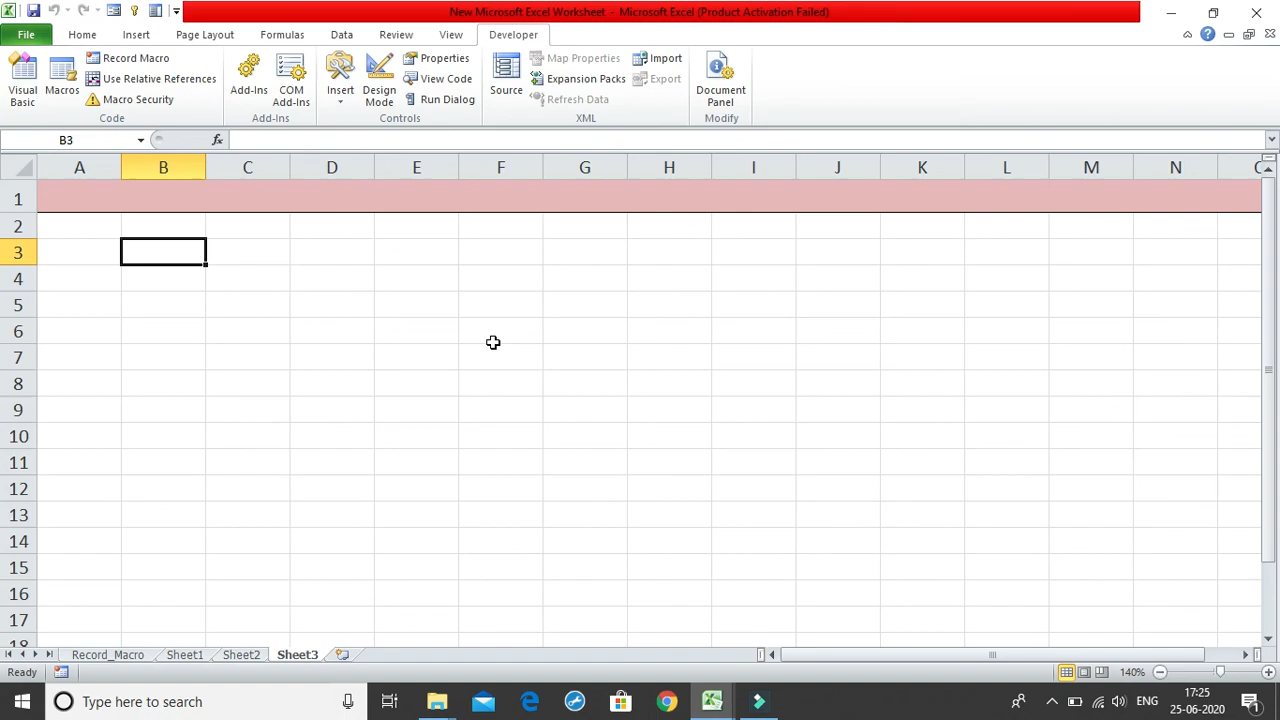 New Microsoft Excel Worksheet - Microsoft Excel (Product Activation Failed)
File Home Insert Page Layout Formulas Data Review View Developer
Visual Basic
Macros
Record Macro
Use Relative References
Macro Security
Code
Add-Ins
COM Add-Ins
Add-Ins
Insert
Design Mode
Properties
View Code
Run Dialog
Controls
Source
Map Properties
Expansion Packs
Refresh Data
Import
Export
XML
Document Panel
Modify
B3 fx
A B C D E F G H I J K L M N
1
2
3
4
5
6
7
8
9
10
11
12
13
14
15
16
17
18
Record_Macro Sheet1 Sheet2 Sheet3
Ready 140%
Type here to search ENG 17:25
25-06-2020 1